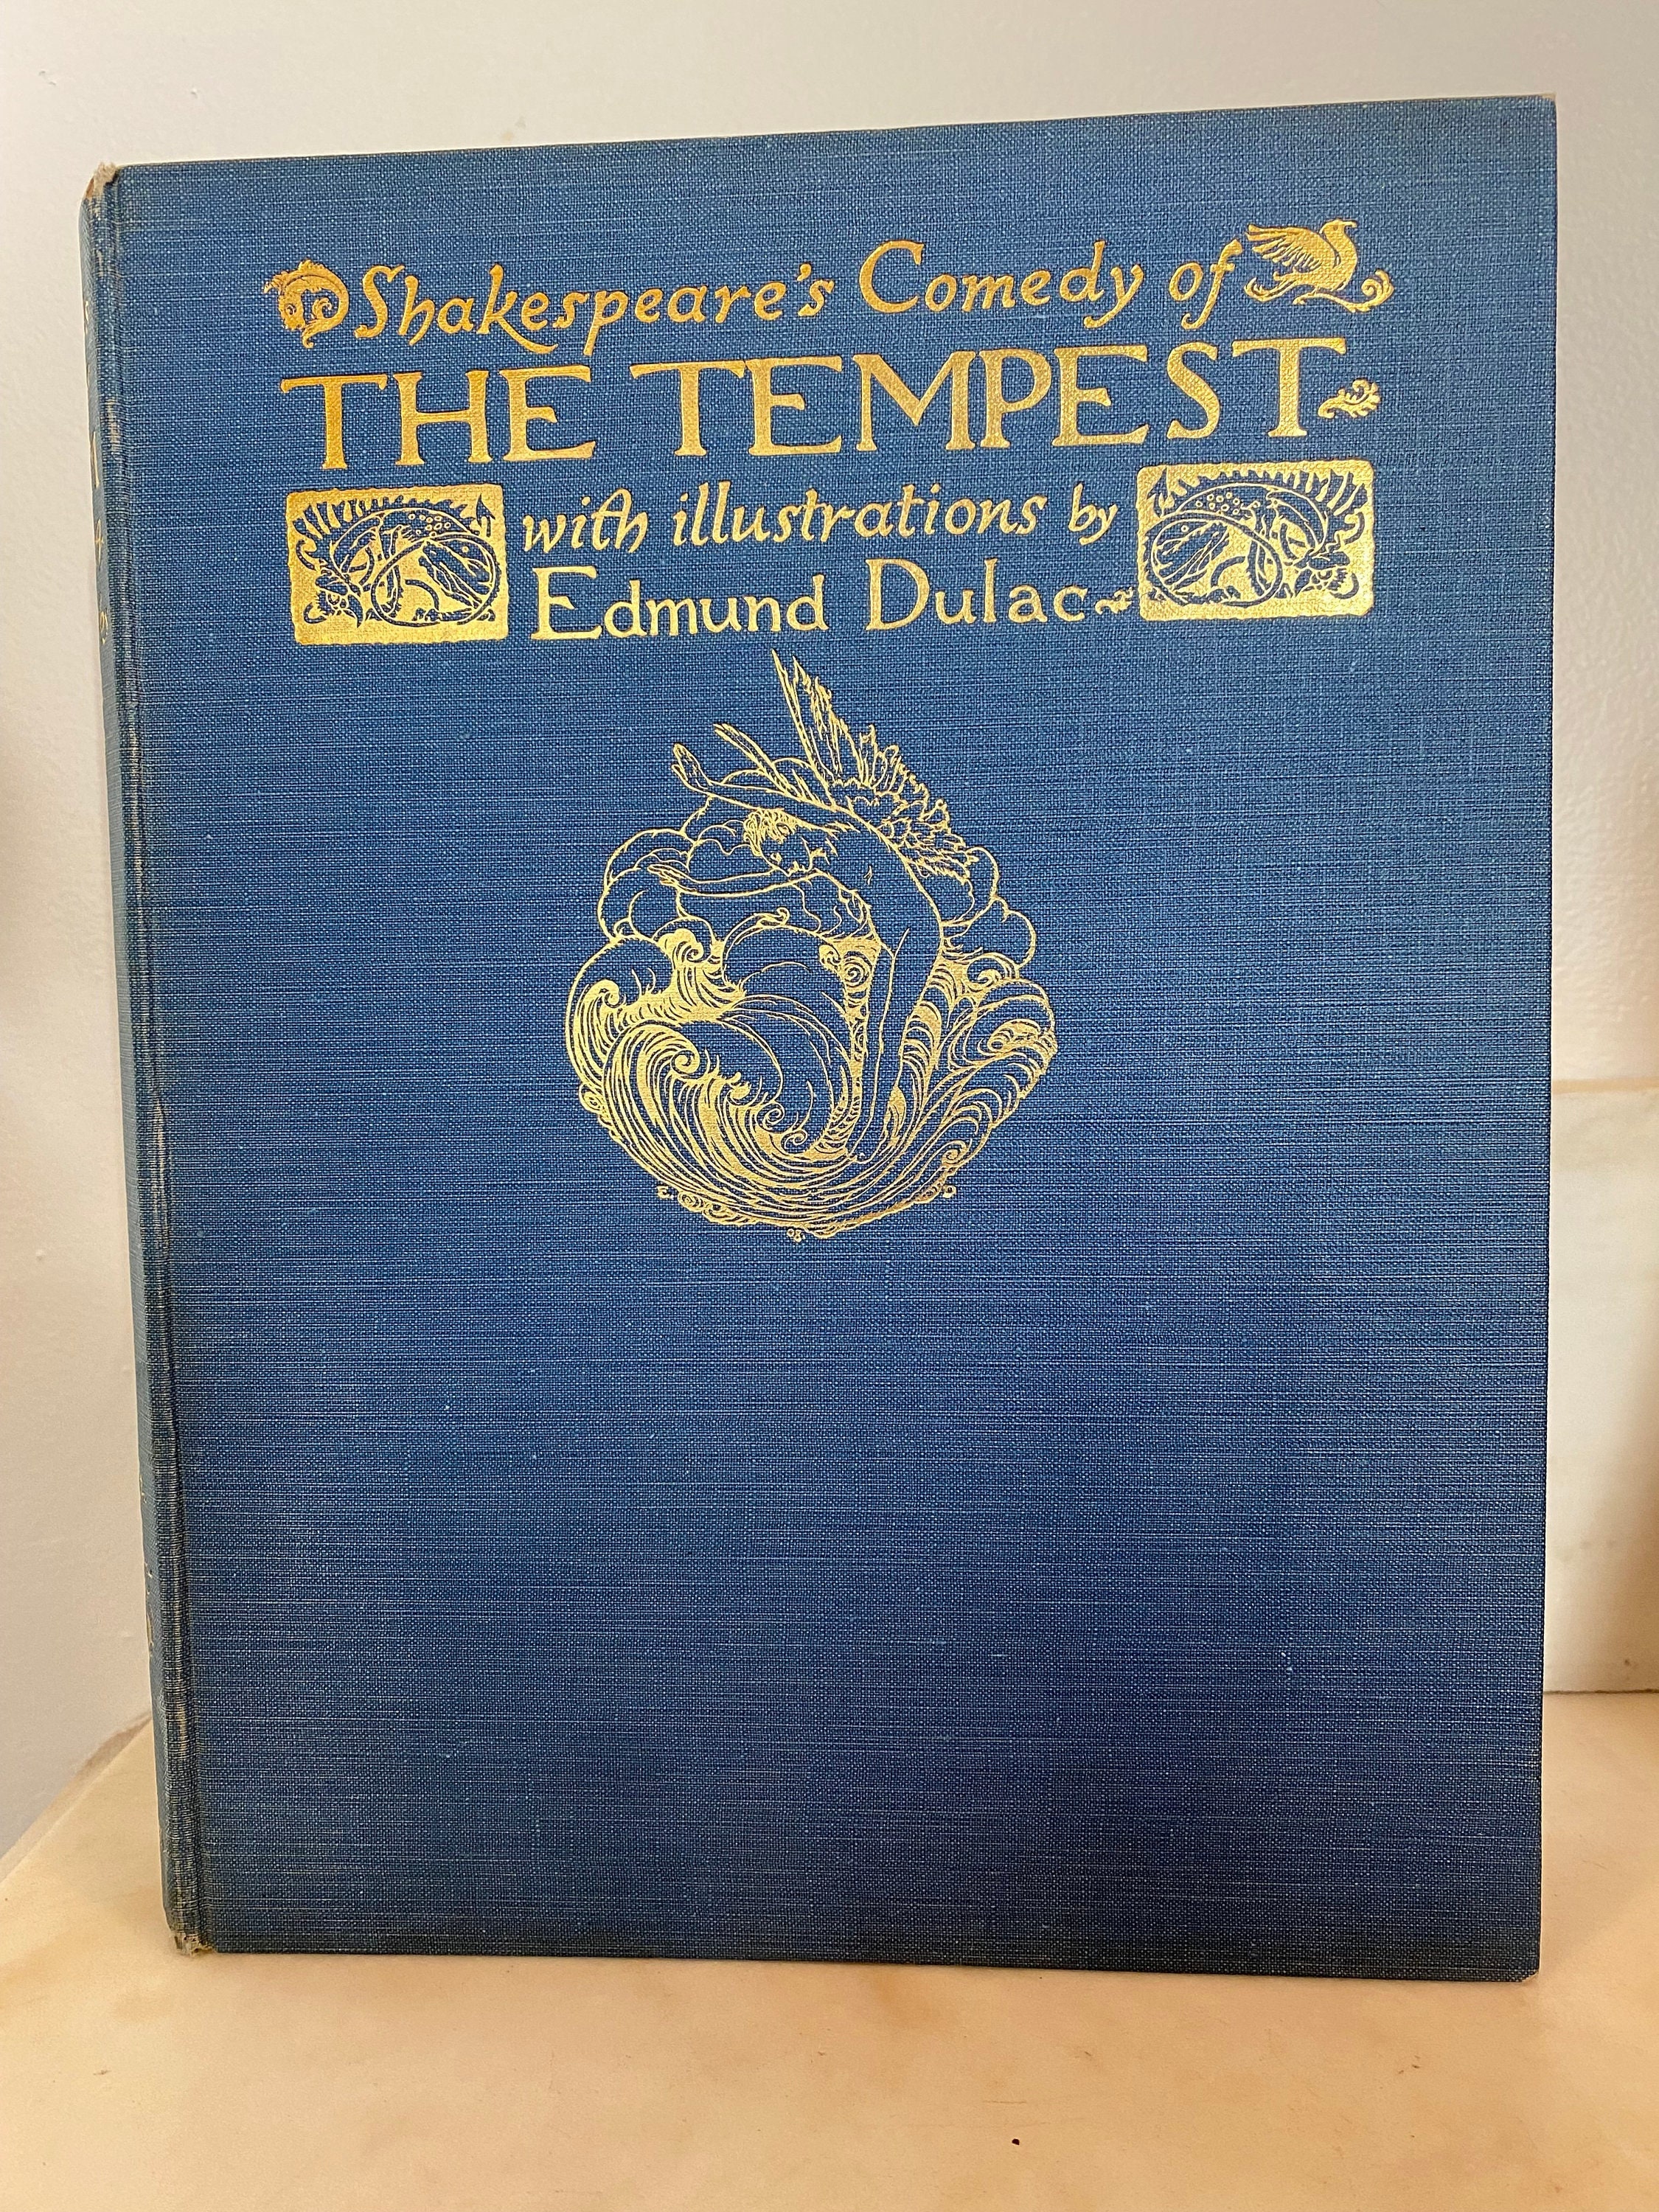 Shakespeare's Comedy of
THE TEMPEST
with illustrations by
Edmund Dulac